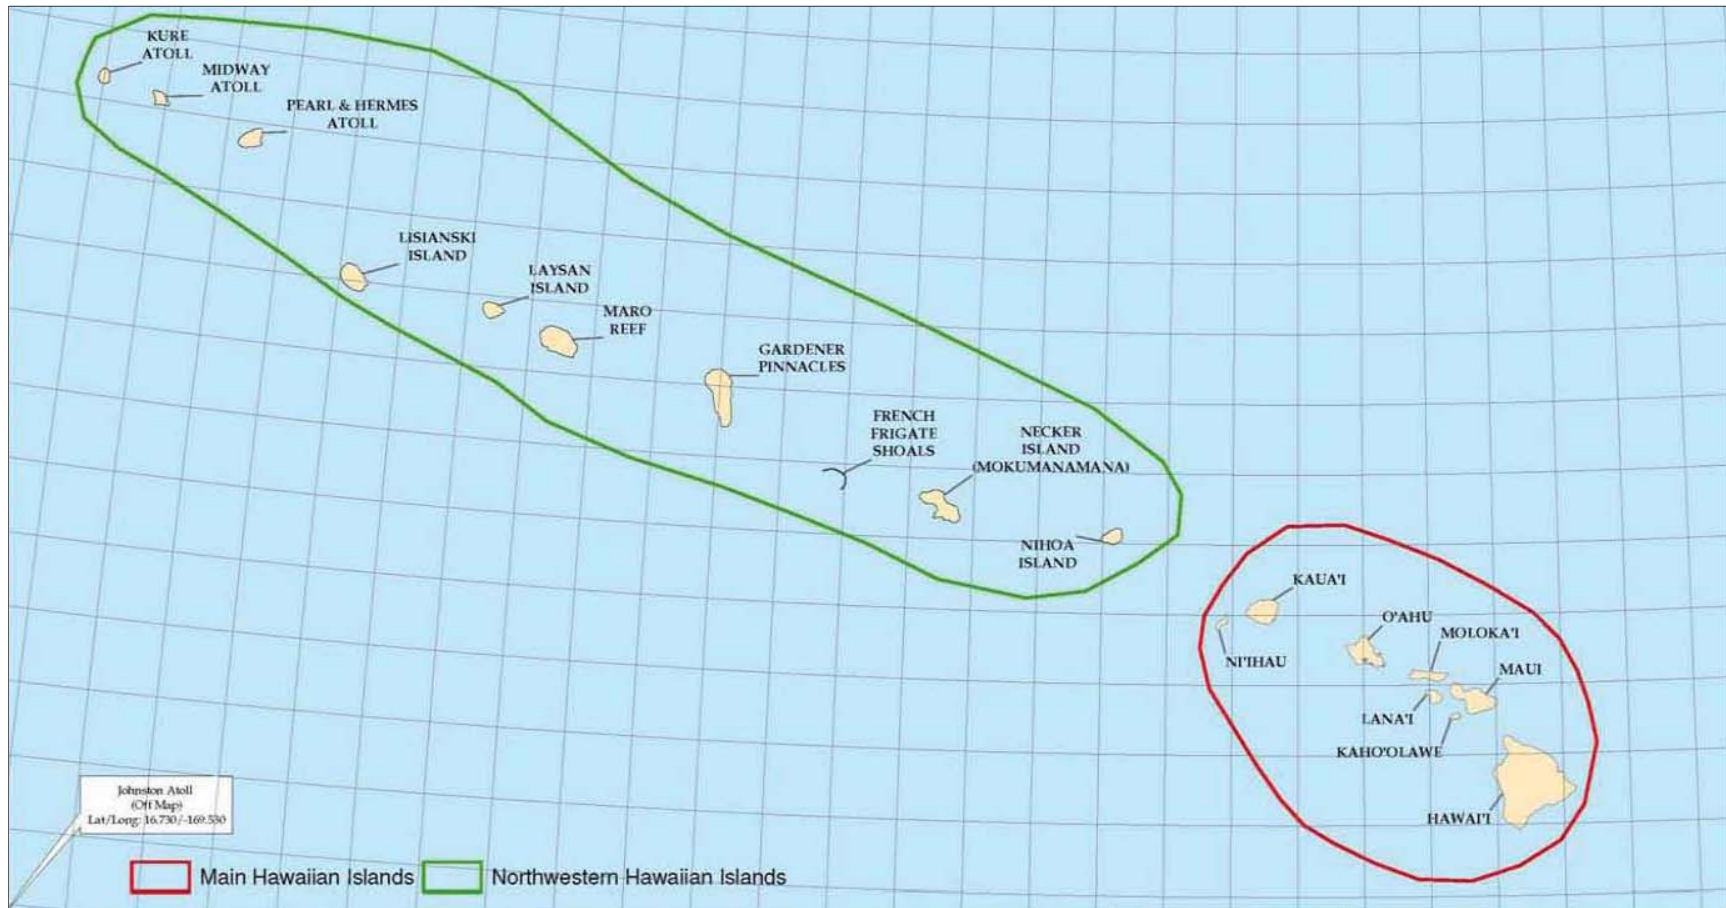 KURE
ATOLL
MIDWAY
ATOLL
PEARL & HERMES
ATOLL
LISIANSKI
ISLAND
LAYSAN
ISLAND
MARO
REEF
GARDENER
PINNACLES
FRENCH
FRIGATE
SHOALS
NECKER
ISLAND
(MOKUMANAMANA)
NIHOA
ISLAND
KAUA'I
NI'IHAU
O'AHU
MOLOKA'I
MAUI
LANA'I
KAHO'OLAWE
HAWAI'I
Johnston Atoll
(Off Map)
Lat/Long: 16.730/-169.530
Main Hawaiian Islands
Northwestern Hawaiian Islands